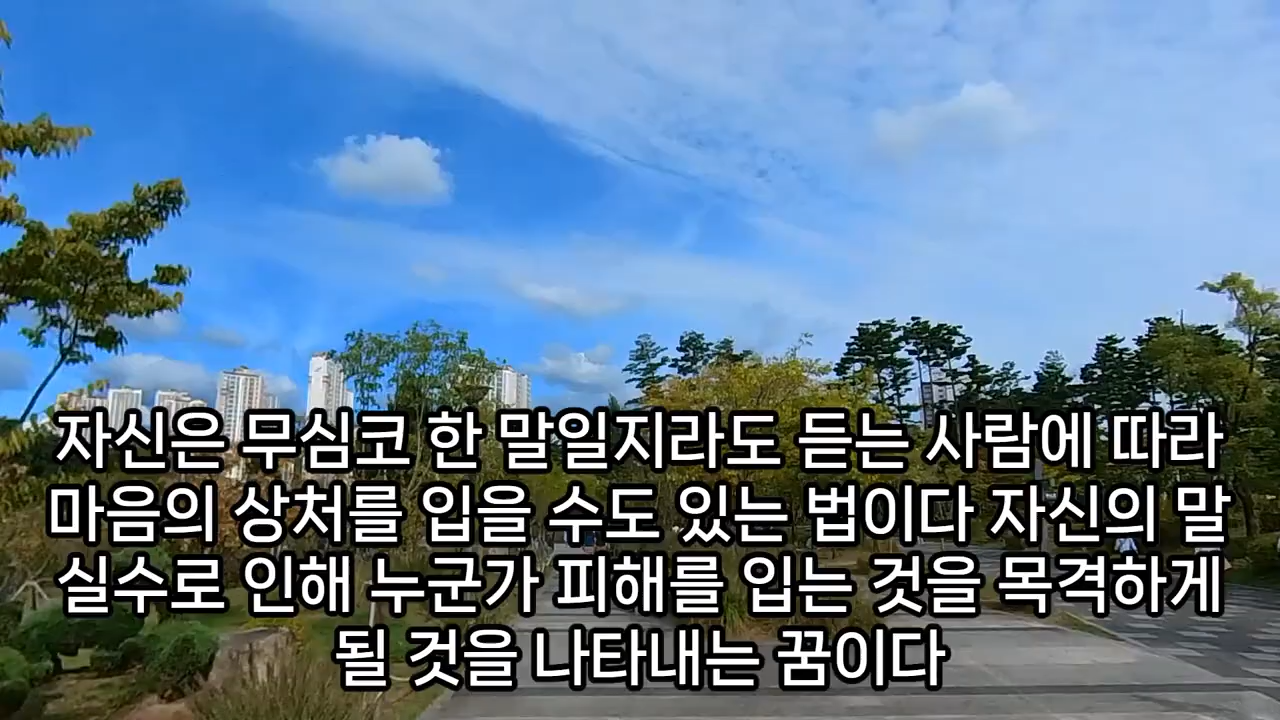 자신은 무심코 한 말일지라도 듣는 사람에 따라
마음의 상처를 입을 수도 있는 법이다 자신의 말
실수로 인해 누군가 피해를 입는 것을 목격하게
될 것을 나타내는 꿈이다